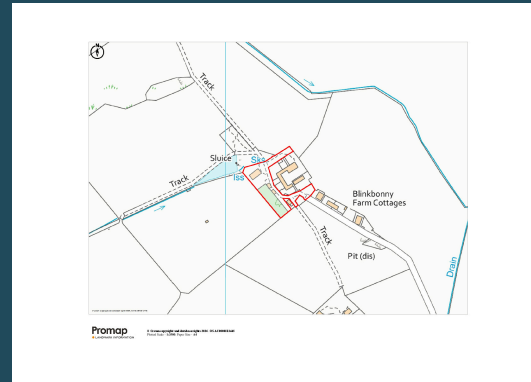 N
Track
Sluice
Sks
Iss
Track
Blinkbonny
Farm Cottages
Track
Pit (dis)
Drain
Promap
LANDMARK INFORMATION